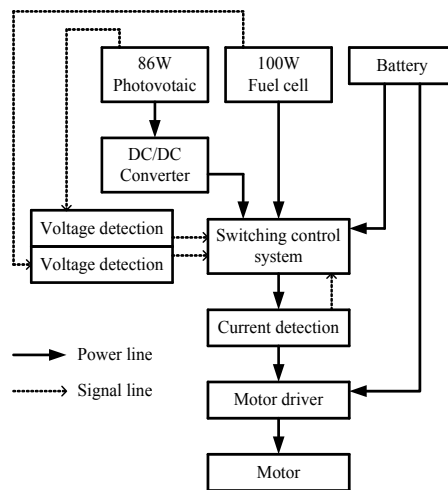 86W
Photovotaic
100W
Fuel cell
Battery
DC/DC
Converter
Voltage detection
Voltage detection
Switching control
system
Current detection
Power line
Signal line
Motor driver
Motor